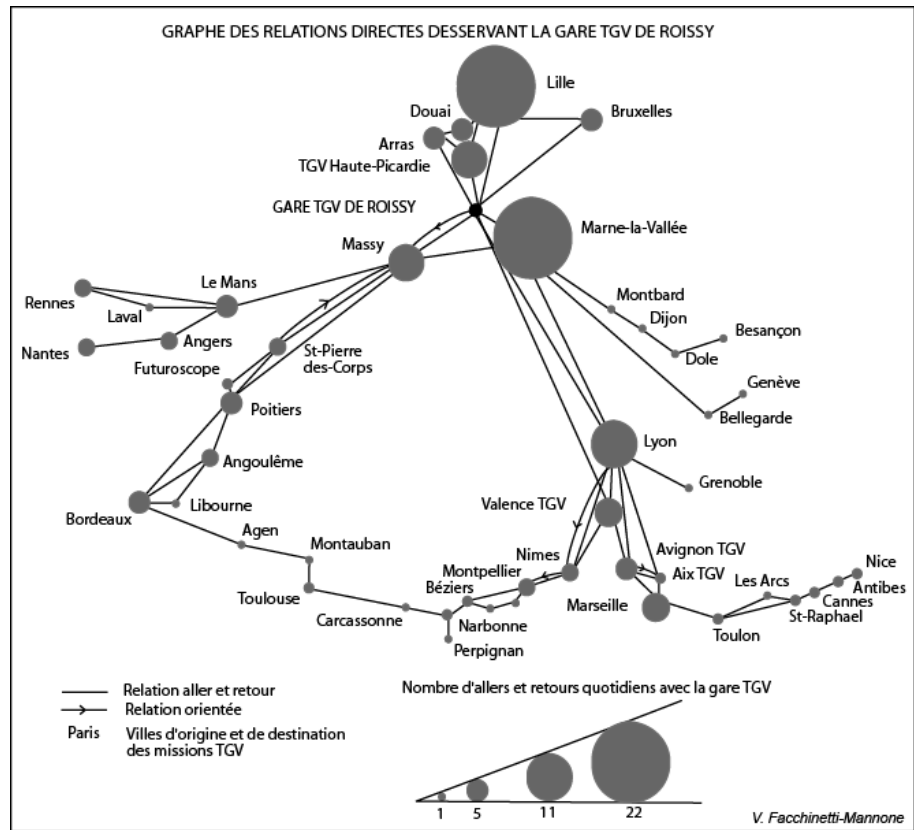 GRAPHE DES RELATIONS DIRECTES DESSERVANT LA GARE TGV DE ROISSY
Lille
Douai
Bruxelles
Arras
TGV Haute-Picardie
GARE TGV DE ROISSY
Marne-la-Vallée
Massy
Le Mans
Rennes
Laval
Montbard
Dijon
Besançon
Nantes
Angers
St-Pierre
des-Corps
Dole
Futuroscope
Genève
Poitiers
Bellegarde
Lyon
Angoulême
Grenoble
Libourne
Valence TGV
Bordeaux
Agen
Montauban
Nimes
Avignon TGV
Nice
Montpellier
Aix TGV
Les Arcs
Antibes
Béziers
Toulouse
Marseille
Cannes
St-Raphael
Carcassonne
Narbonne
Toulon
Perpignan
Relation aller et retour
Relation orientée
Paris Villes d'origine et de destination
des missions TGV
Nombre d'allers et retours quotidiens avec la gare TGV
1 5 11 22
V. Facchinetti-Mannone